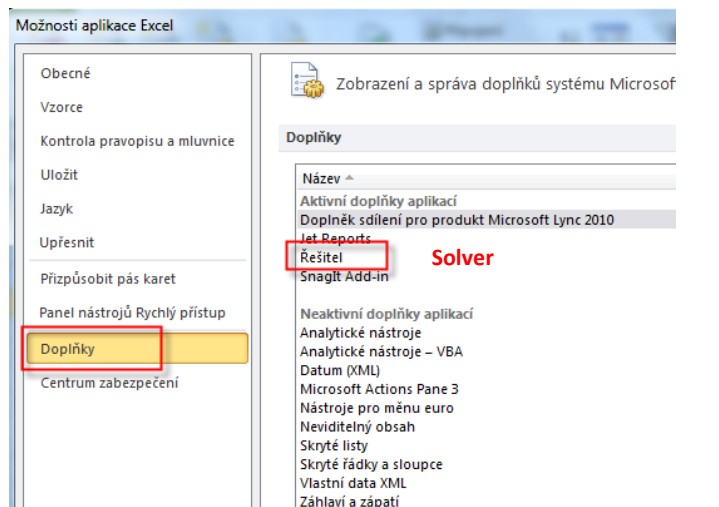 Možnosti aplikace Excel
Obecné
Vzorce
Kontrola pravopisu a mluvnice
Uložit
Jazyk
Upřesnit
Přizpůsobit pás karet
Panel nástrojů Rychlý přístup
Doplňky
Centrum zabezpečení
Zobrazení a správa doplňků systému Microsof
Doplňky
Název
Aktivní doplňky aplikací
Doplněk sdílení pro produkt Microsoft Lync 2010
Jet Reports
Řešitel
Solver
SnagIt Add-in
Neaktivní doplňky aplikací
Analytické nástroje
Analytické nástroje – VBA
Datum (XML)
Microsoft Actions Pane 3
Nástroje pro měnu euro
Neviditelný obsah
Skryté listy
Skryté řádky a sloupce
Vlastní data XML
Záhlaví a zápatí